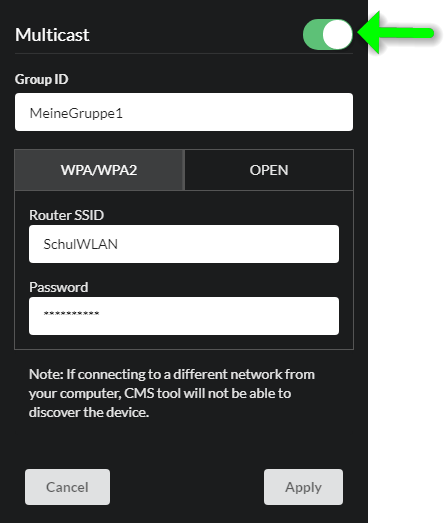 Multicast
Group ID
MeineGruppe1
WPA/WPA2
OPEN
Router SSID
SchulWLAN
Password
**********
Note: If connecting to a different network from
your computer, CMS tool will not be able to
discover the device.
Cancel
Apply